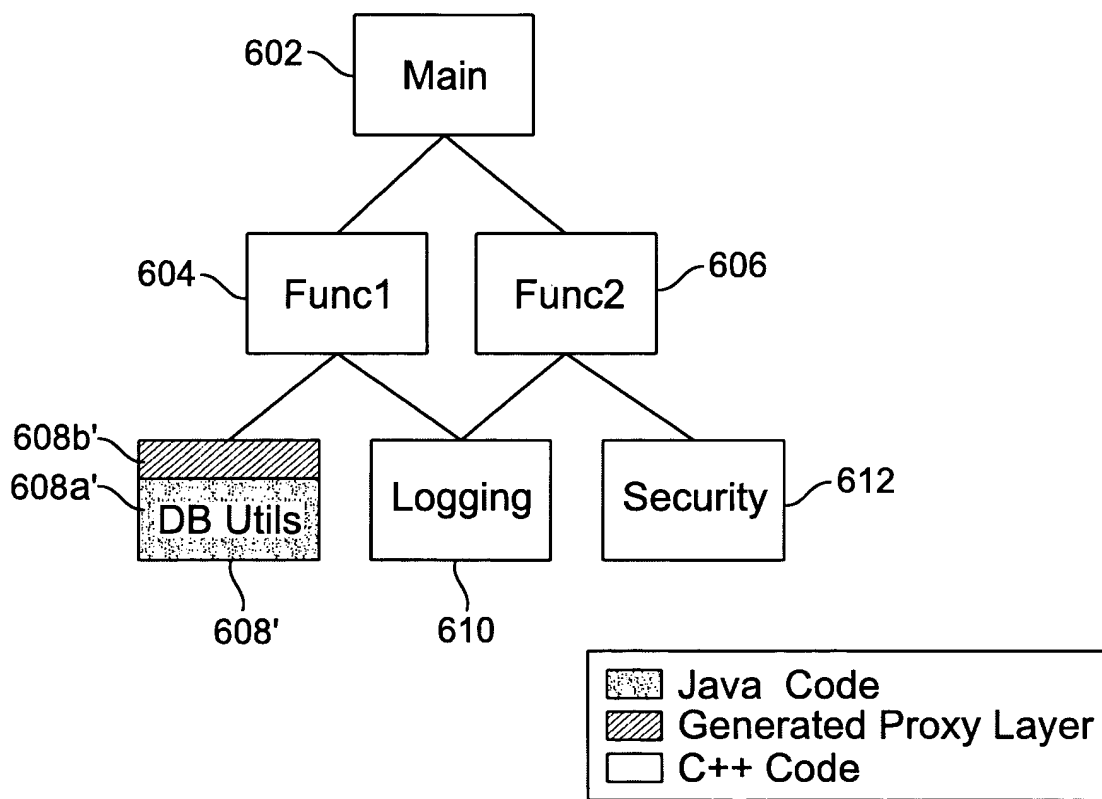 602
Main
604
Func1
Func2
606
608b'
608a'
DB Utils
Logging
Security
612
608'
610
Java Code
Generated Proxy Layer
C++ Code